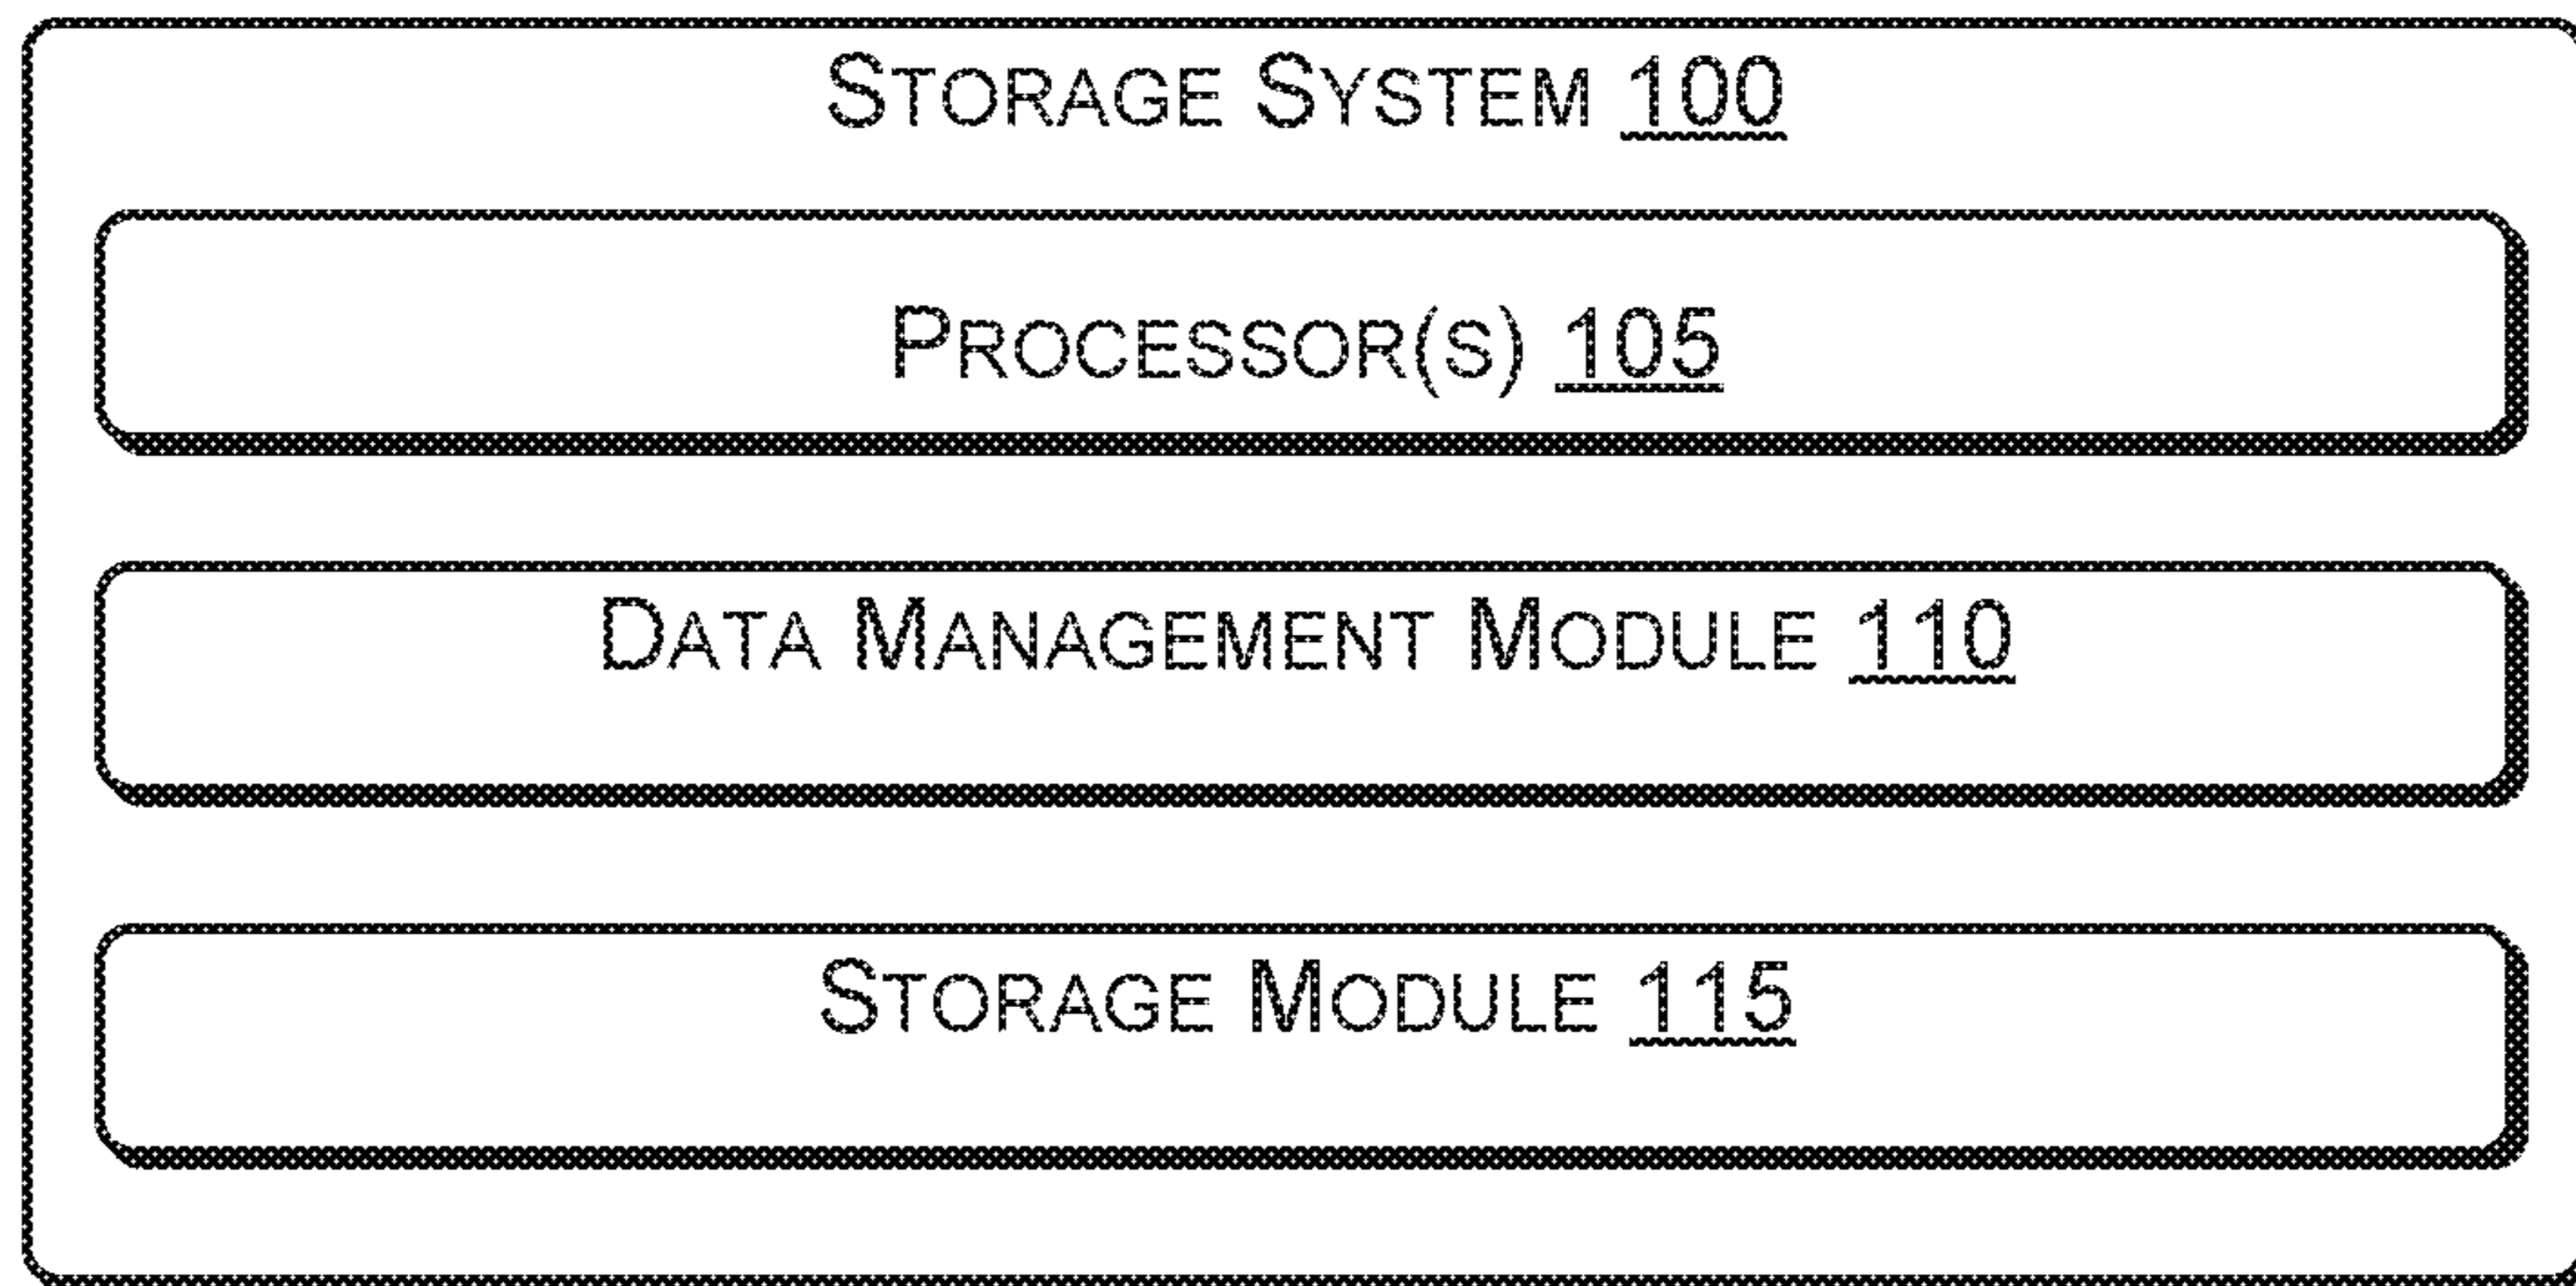 STORAGE SYSTEM 100
PROCESSOR(S) 105
DATA MANAGEMENT MODULE 110
STORAGE MODULE 115